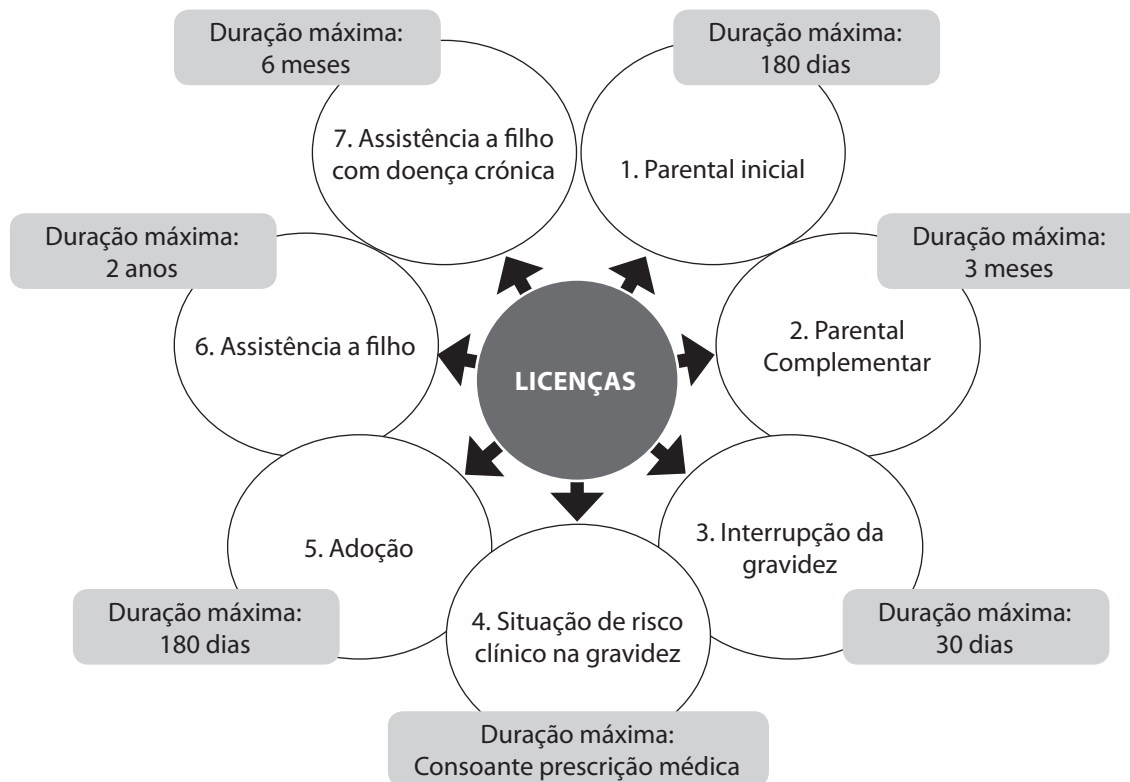 Duração máxima:
6 meses
Duração máxima:
180 dias
7. Assistência a filho
com doença crónica
1. Parental inicial
Duração máxima:
2 anos
Duração máxima:
3 meses
6. Assistência a filho
2. Parental
Complementar
LICENÇAS
5. Adoção
3. Interrupção da
gravidez
Duração máxima:
180 dias
4. Situação de risco
clínico na gravidez
Duração máxima:
30 dias
Duração máxima:
Consoante prescrição médica